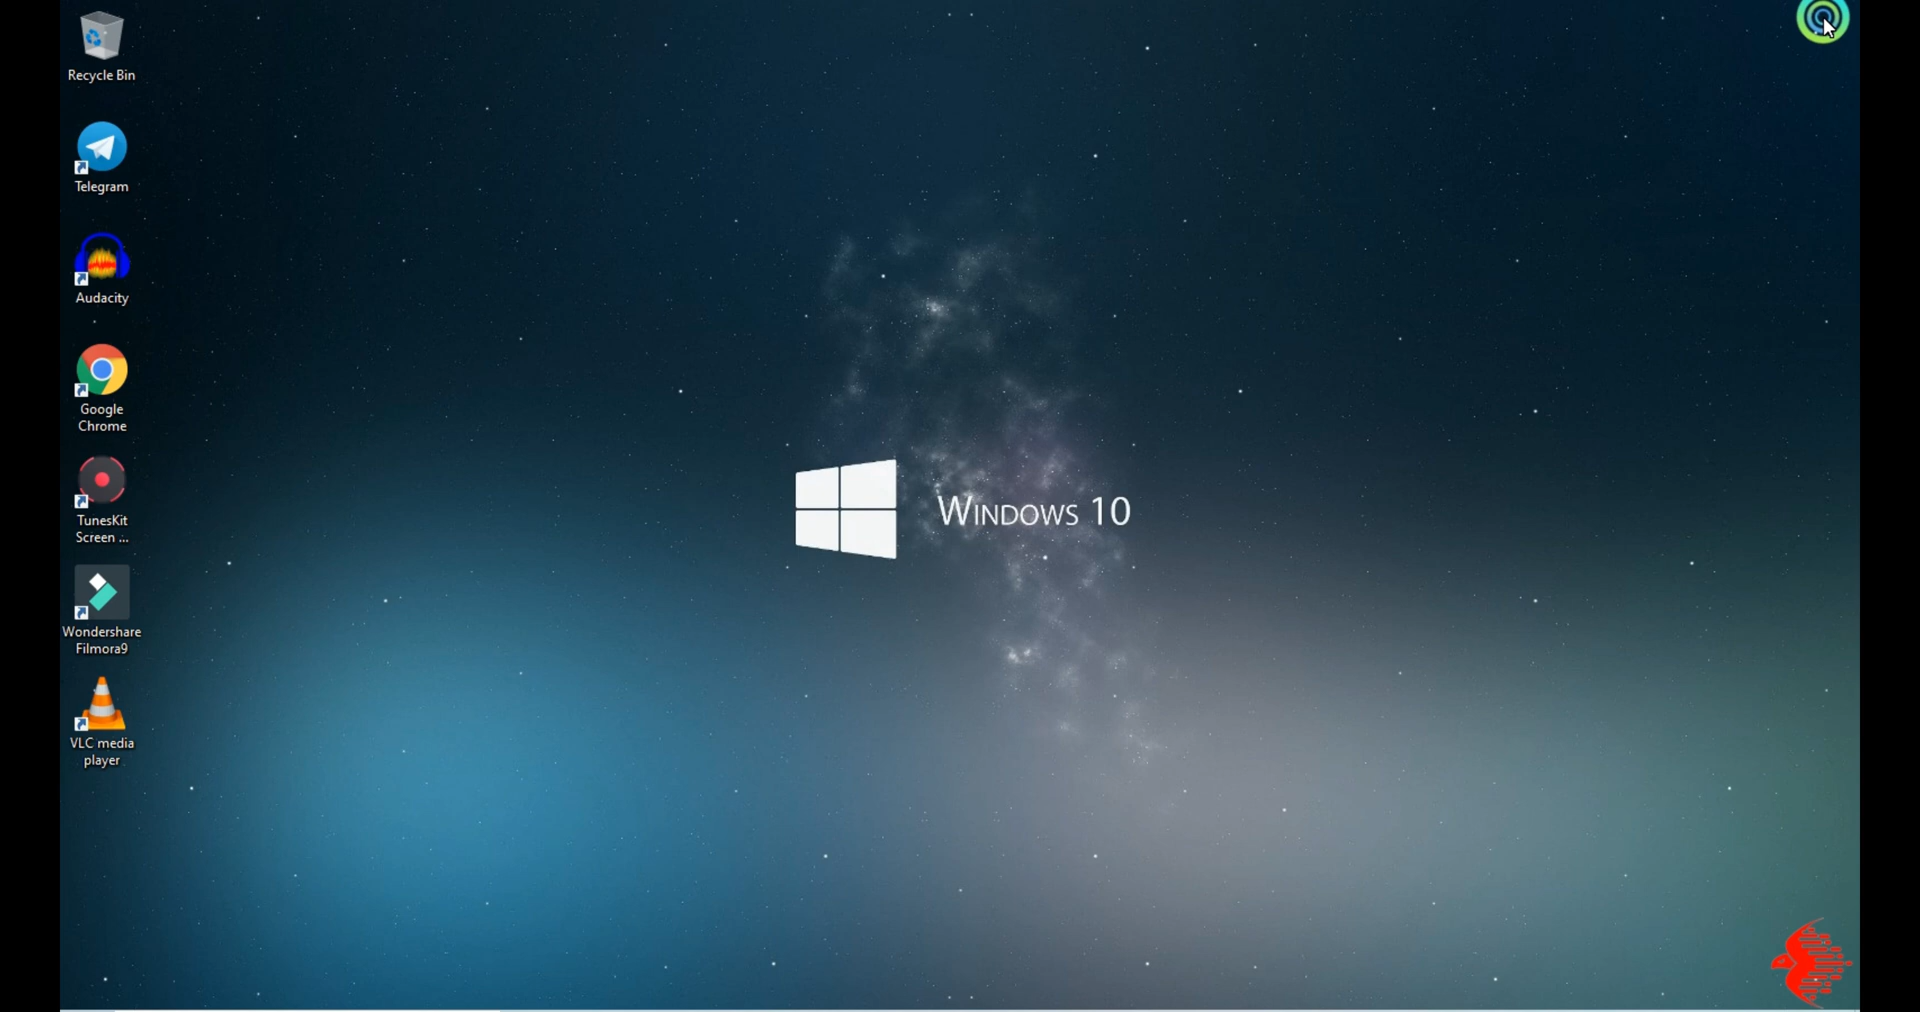 Recycle Bin
Telegram
Audacity
Google
Chrome
TunesKit
Screen ...
Wondershare
Filmora9
VLC media
player
WINDOWS 10